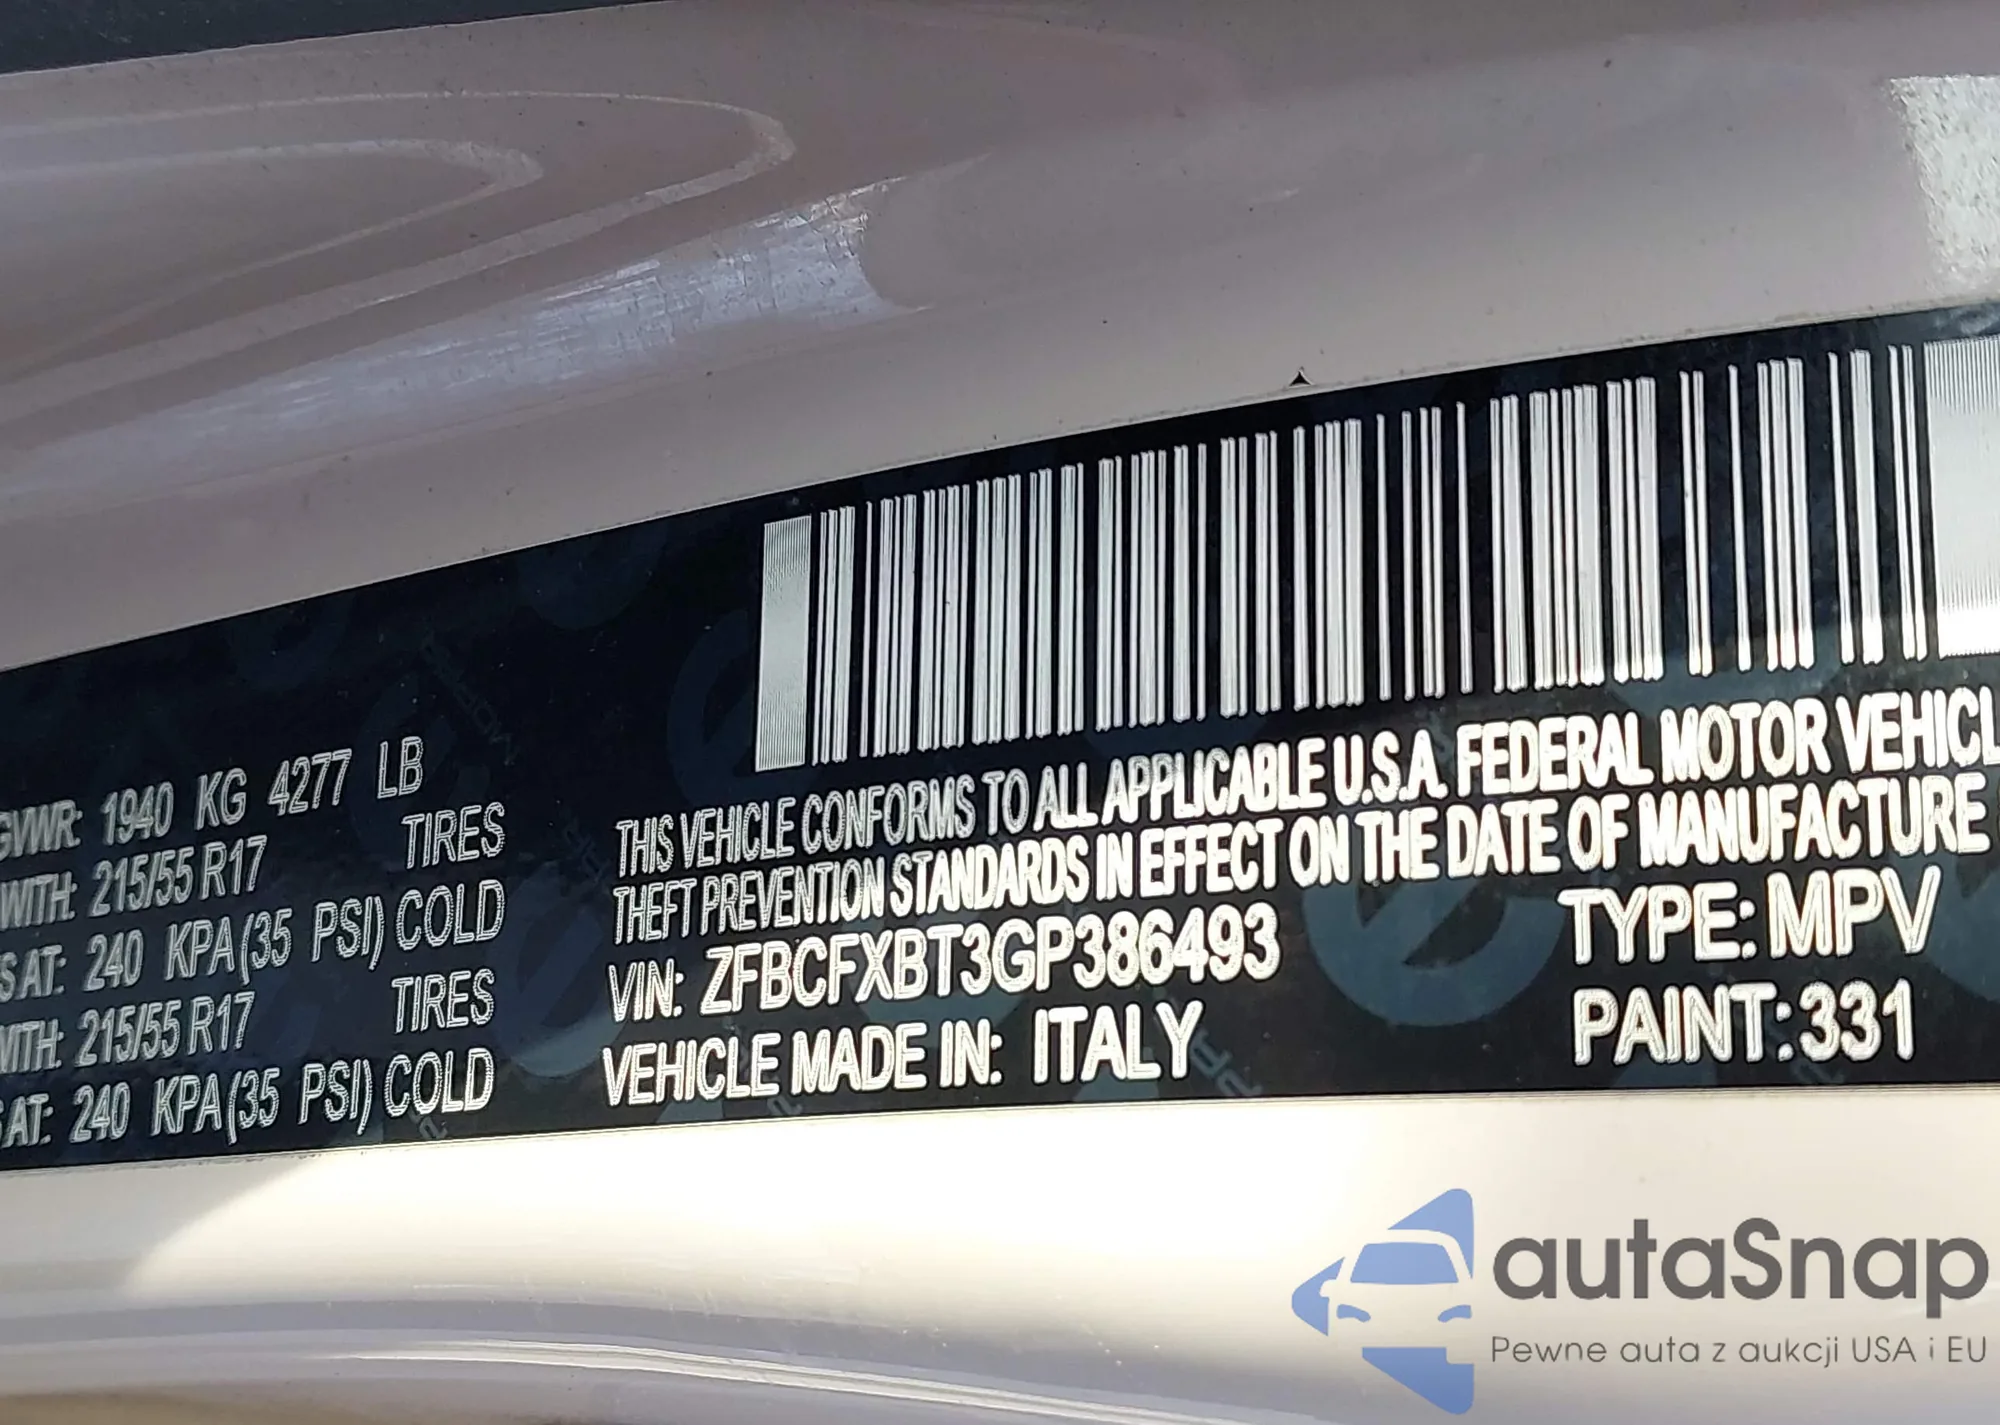 GVWR: 1940 KG 4277 LB
WITH: 215/55 R17 TIRES
AT: 240 KPA(35 PSI) COLD
WITH: 215/55 R17 TIRES
AT: 240 KPA(35 PSI) COLD
THIS VEHICLE CONFORMS TO ALL APPLICABLE U.S.A. FEDERAL MOTOR VEHICL
THEFT PREVENTION STANDARDS IN EFFECT ON THE DATE OF MANUFACTURE
VIN: ZFBCFXBT3GP386493 TYPE: MPV
VEHICLE MADE IN: ITALY PAINT: 331
autaSnap
Pewne auta z aukcji USA i EU